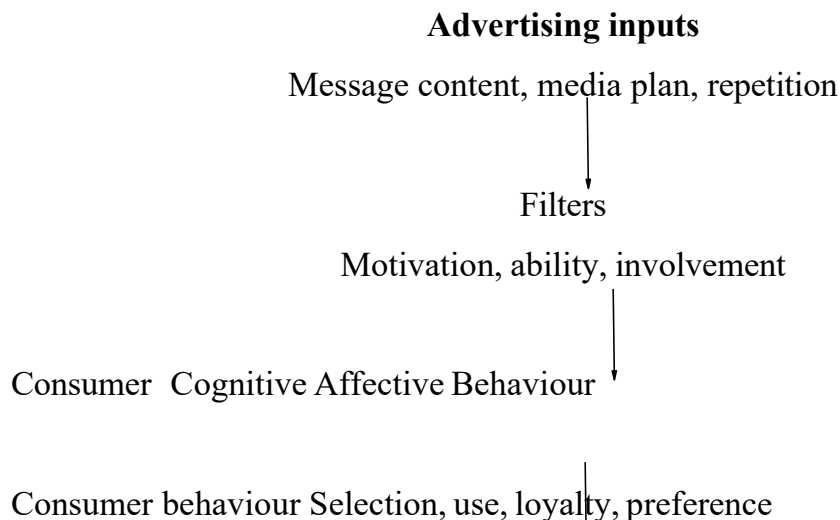 Advertising inputs
Message content, media plan, repetition
Filters
Motivation, ability, involvement
Consumer Cognitive Affective Behaviour
Consumer behaviour Selection, use, loyalty, preference